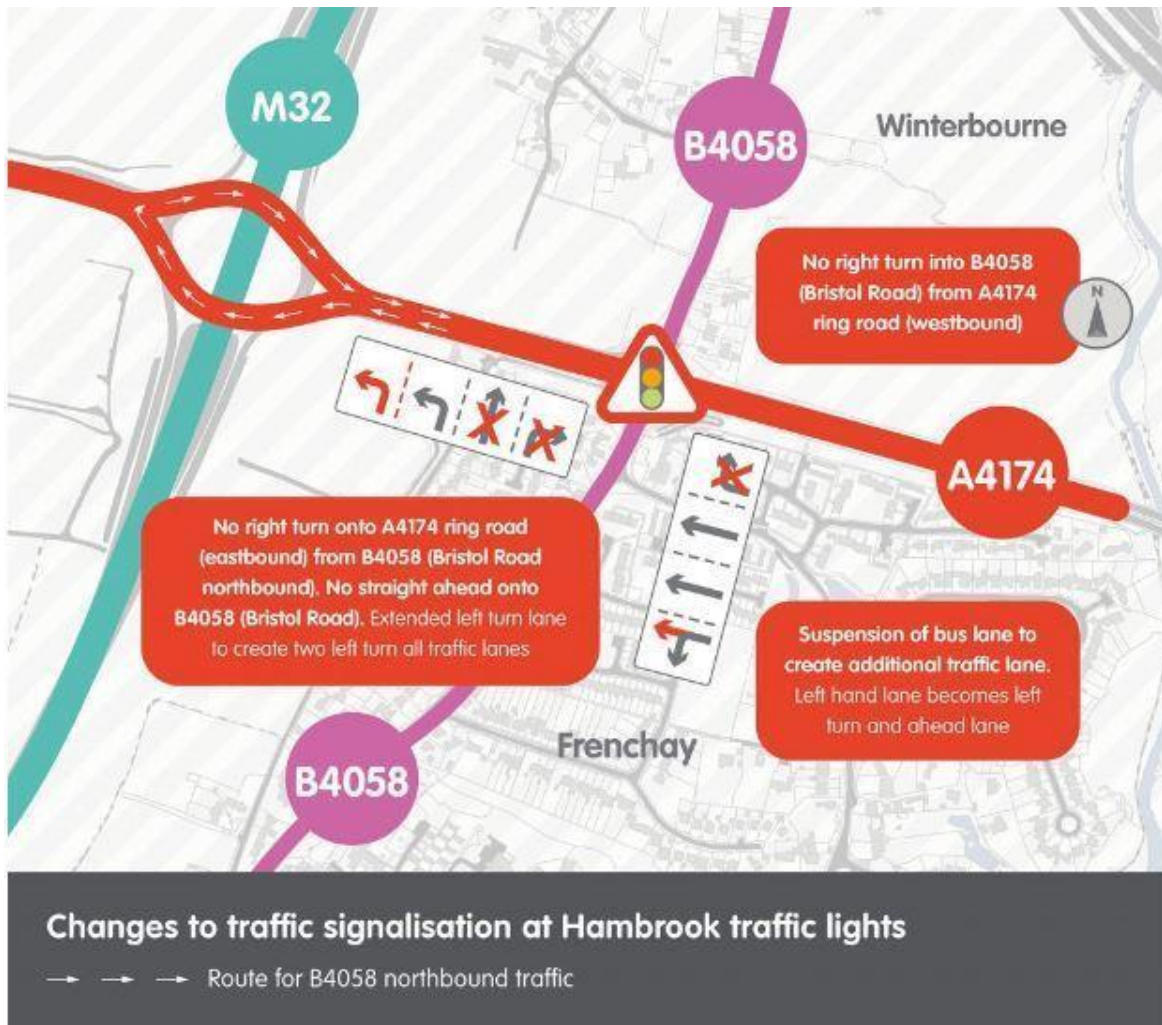 M32
B4058
Winterbourne
No right turn into B4058
(Bristol Road) from A4174
ring road (westbound)
N
A4174
No right turn onto A4174 ring road
(eastbound) from B4058 (Bristol Road
northbound). No straight ahead onto
B4058 (Bristol Road). Extended left turn lane
to create two left turn all traffic lanes
Suspension of bus lane to
create additional traffic lane.
Left hand lane becomes left
turn and ahead lane
Frenchay
B4058
Changes to traffic signalisation at Hambrook traffic lights
Route for B4058 northbound traffic